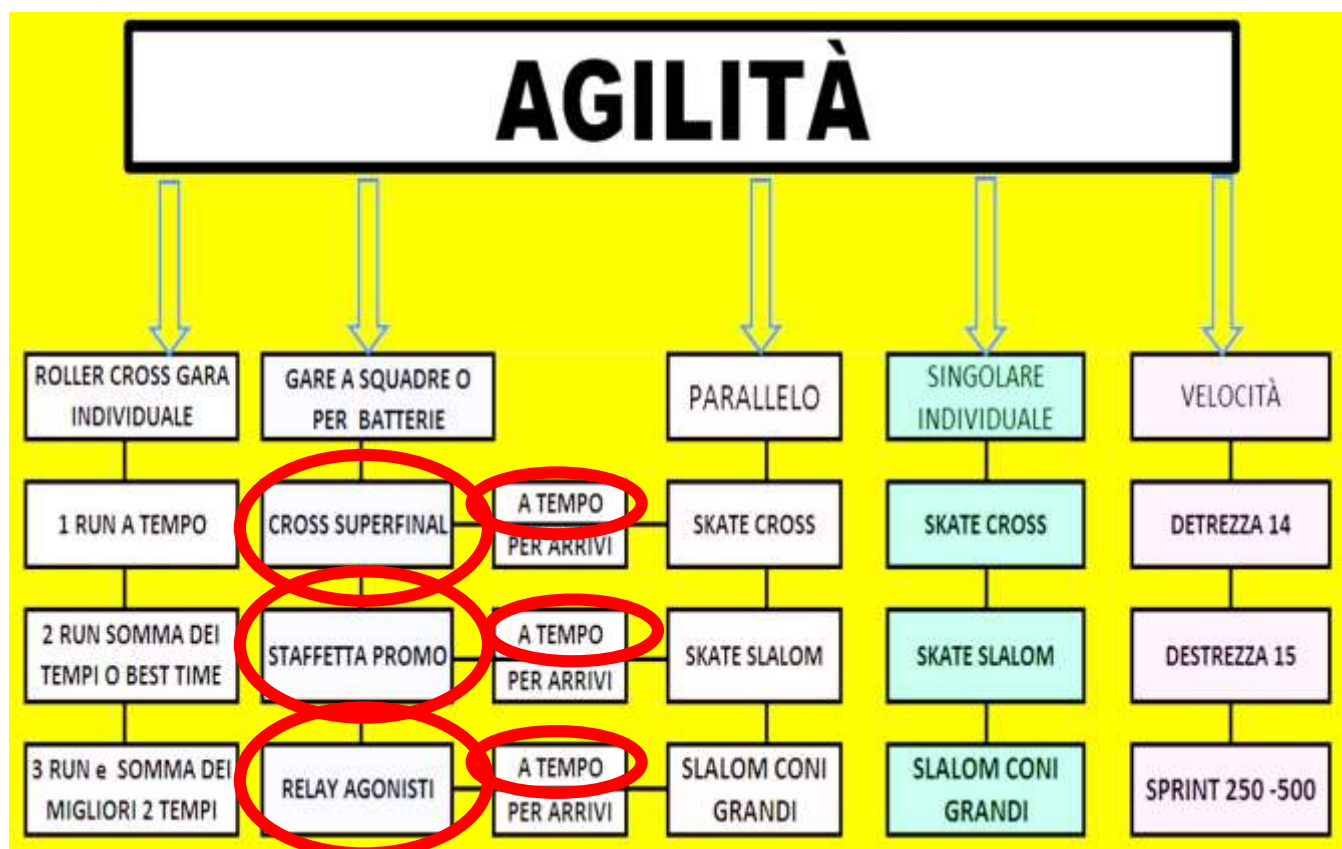 AGILITÀ
ROLLER CROSS GARA
INDIVIDUALE
GARE A SQUADRE O
PER BATTERIE
PARALLELO
SINGOLARE
INDIVIDUALE
VELOCITÀ
1 RUN A TEMPO
CROSS SUPERFINAL
A TEMPO
PER ARRIVI
SKATE CROSS
SKATE CROSS
DETREZZA 14
2 RUN SOMMA DEI
TEMPI O BEST TIME
STAFFETTA PROMO
A TEMPO
PER ARRIVI
SKATE SLALOM
SKATE SLALOM
DESTREZZA 15
3 RUN e SOMMA DEI
MIGLIORI 2 TEMPI
RELAY AGONISTI
A TEMPO
PER ARRIVI
SLALOM CONI
GRANDI
SLALOM CONI
GRANDI
SPRINT 250 -500